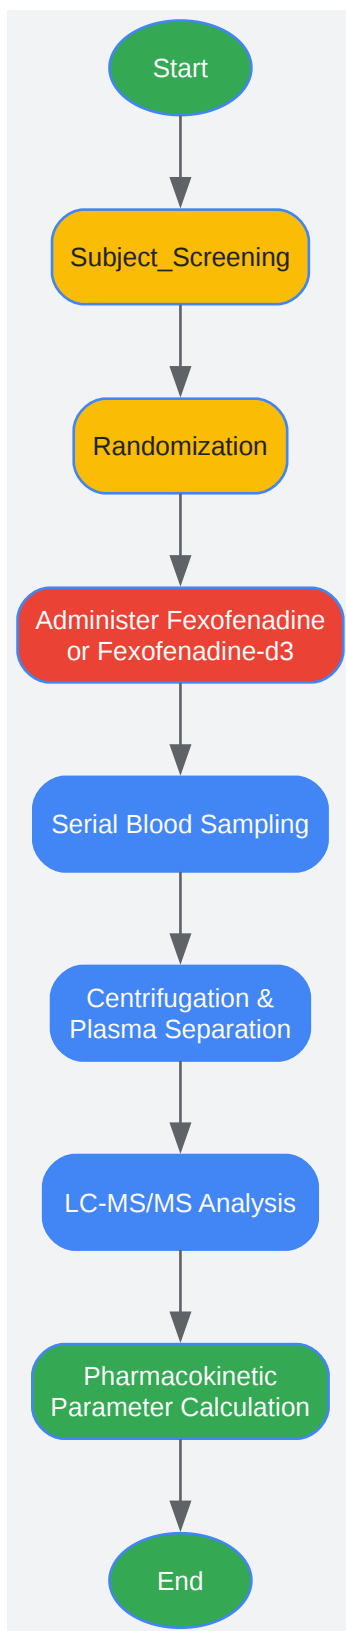 Start
Subject_Screening
Randomization
Administer Fexofenadine
or Fexofenadine-d3
Serial Blood Sampling
Centrifugation &
Plasma Separation
LC-MS/MS Analysis
Pharmacokinetic
Parameter Calculation
End